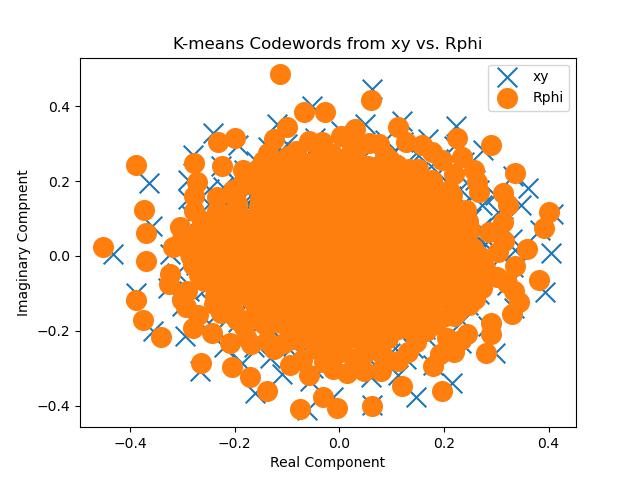 K-means Codewords from xy vs. Rphi
xy
Rphi
0.4
0.2
0.0
−0.2
−0.4
Imaginary Compnent
−0.4
−0.2
0.0
0.2
0.4
Real Component